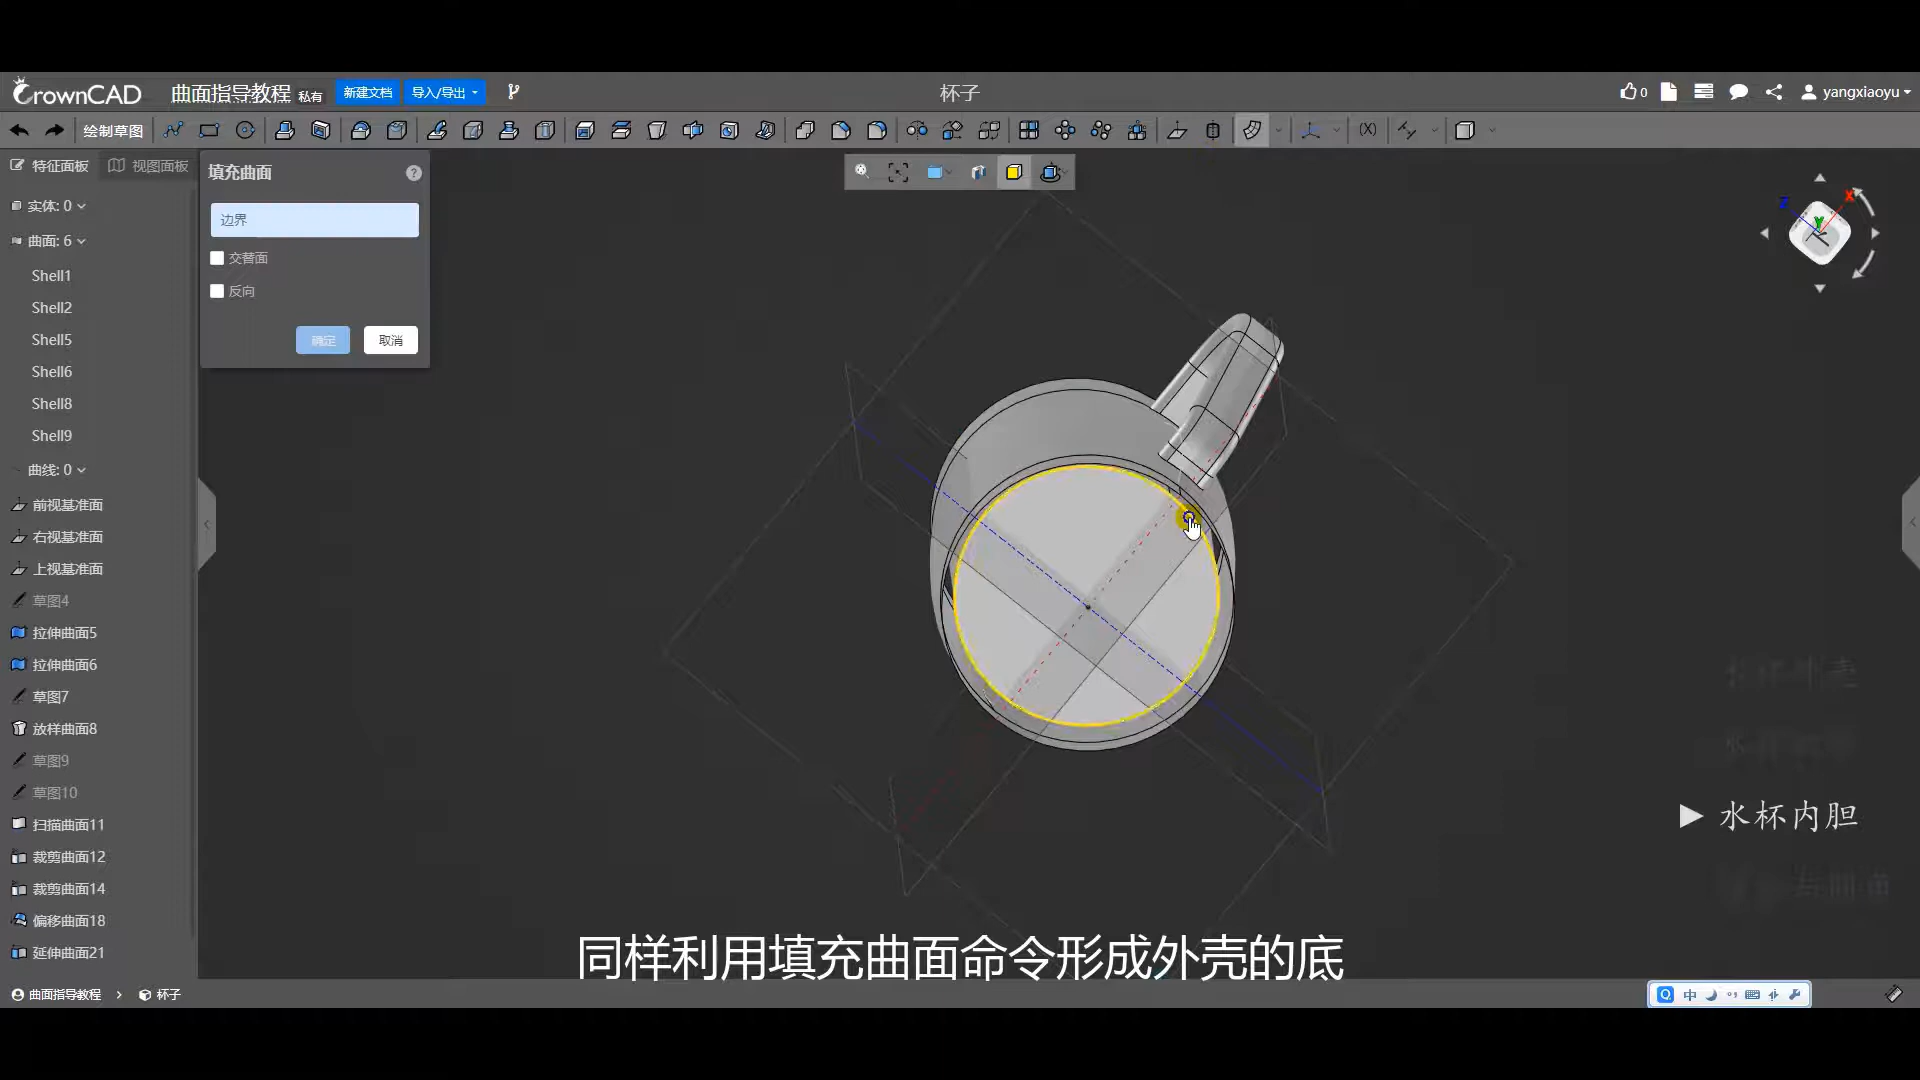 CrownCAD
曲面指导教程 私有
新建文档
导入/导出
杯子
0
yangxiaoyu
绘制草图
(X)
特征面板
视图面板
填充曲面
?
边界
交替面
反向
确定
取消
实体: 0
曲面: 6
Shell1
Shell2
Shell5
Shell6
Shell8
Shell9
曲线: 0
前视基准面
右视基准面
上视基准面
草图4
拉伸曲面5
拉伸曲面6
草图7
放样曲面8
草图9
草图10
扫描曲面11
裁剪曲面12
裁剪曲面14
偏移曲面18
延伸曲面21
Z
X
Y
水杯内胆
同样利用填充曲面命令形成外壳的底
曲面指导教程 > 杯子
中